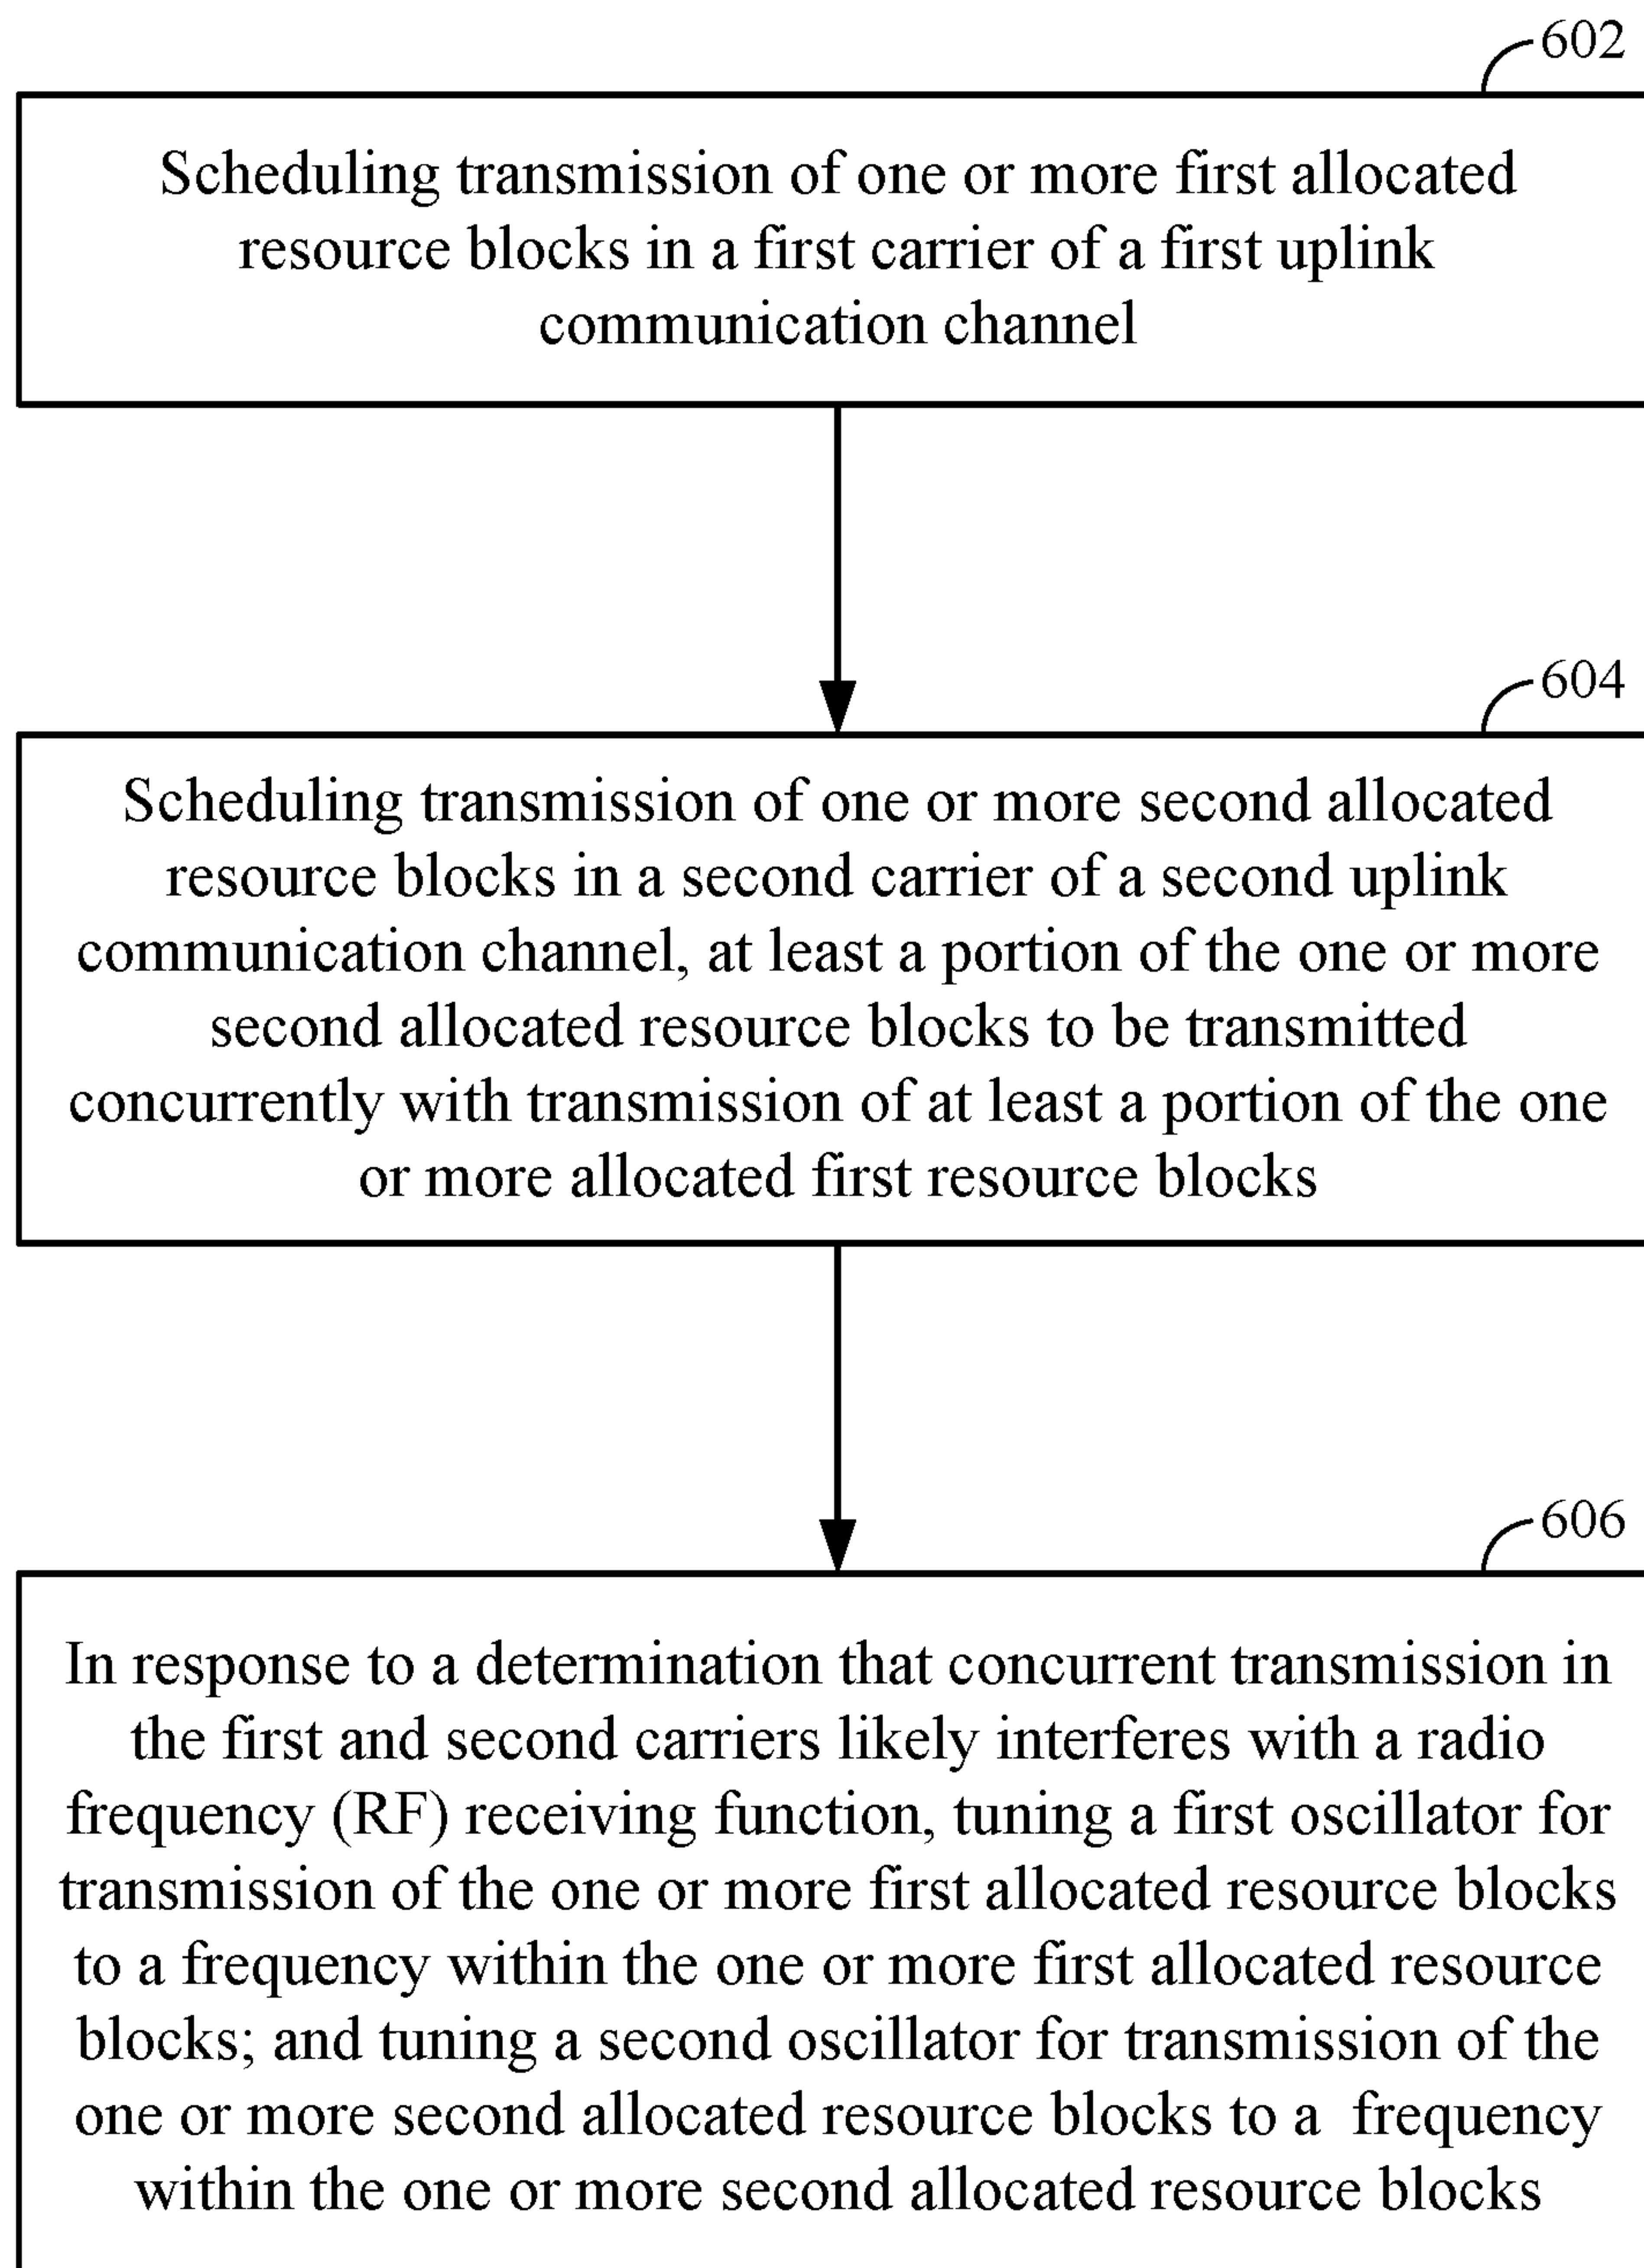 602
Scheduling transmission of one or more first allocated
resource blocks in a first carrier of a first uplink
communication channel
604
Scheduling transmission of one or more second allocated
resource blocks in a second carrier of a second uplink
communication channel, at least a portion of the one or more
second allocated resource blocks to be transmitted
concurrently with transmission of at least a portion of the one
or more allocated first resource blocks
606
In response to a determination that concurrent transmission in
the first and second carriers likely interferes with a radio
frequency (RF) receiving function, tuning a first oscillator for
transmission of the one or more first allocated resource blocks
to a frequency within the one or more first allocated resource
blocks; and tuning a second oscillator for transmission of the
one or more second allocated resource blocks to a  frequency
within the one or more second allocated resource blocks